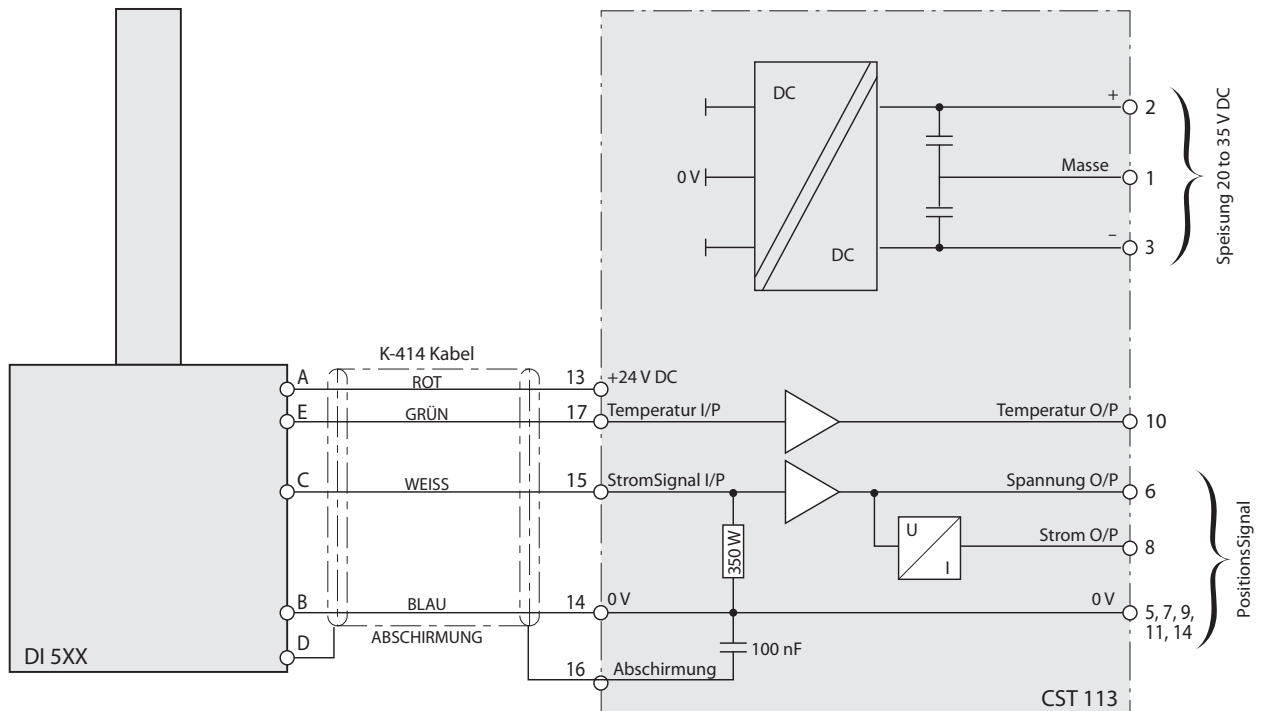 DC
DC
0 V
+
2
Masse
1
–
3
Speisung 20 to 35 V DC
K-414 Kabel
A
ROT
13
+24 V DC
E
GRÜN
17
Temperatur I/P
Temperatur O/P
10
C
WEISS
15
StromSignal I/P
Spannung O/P
6
U
I
Strom O/P
8
350 W
PositionsSignal
B
BLAU
14
0 V
0 V
5, 7, 9,
11, 14
D
ABSCHIRMUNG
100 nF
DI 5XX
16
Abschirmung
CST 113